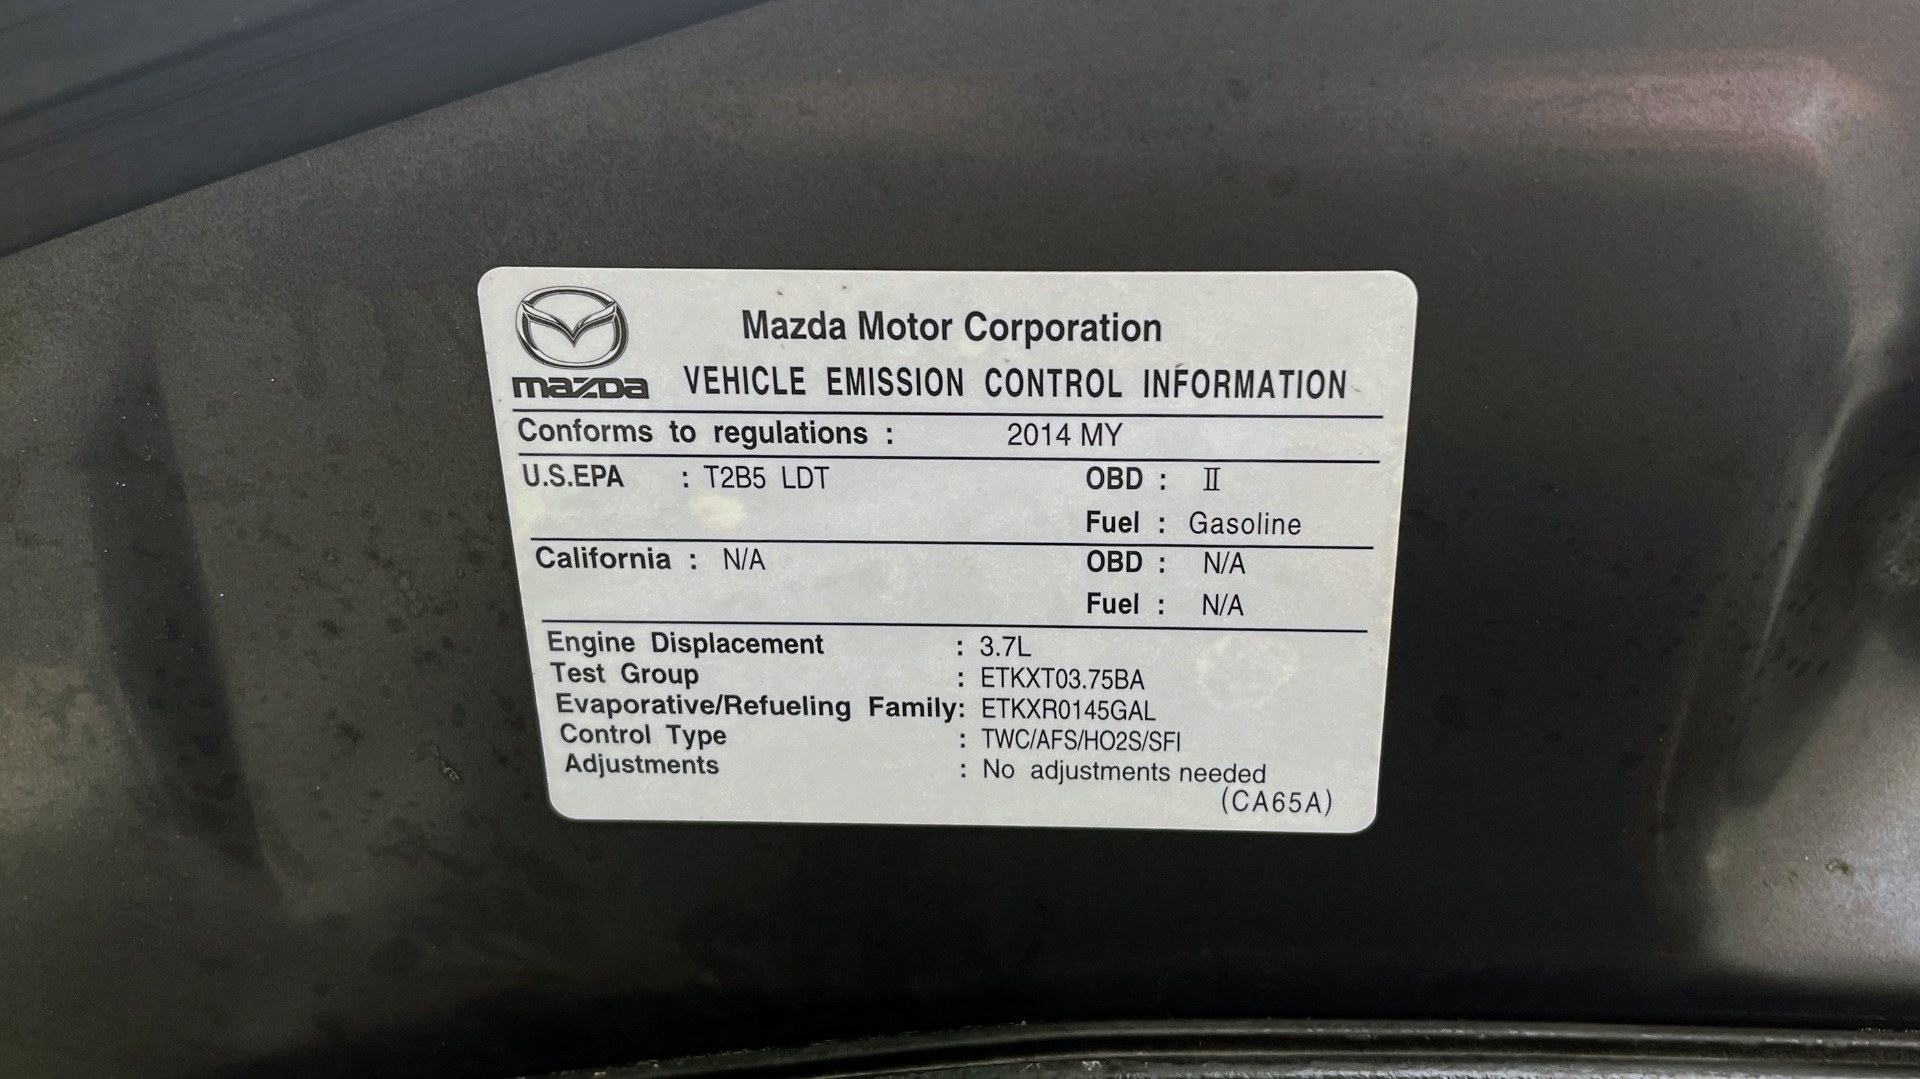 mazda
Mazda Motor Corporation
VEHICLE EMISSION CONTROL INFORMATION
Conforms to regulations : 2014 MY
U.S.EPA : T2B5 LDT OBD : II
Fuel : Gasoline
California : N/A OBD : N/A
Fuel : N/A
Engine Displacement : 3.7L
Test Group : ETKXT03.75BA
Evaporative/Refueling Family: ETKXR0145GAL
Control Type : TWC/AFS/HO2S/SFI
Adjustments : No adjustments needed
(CA65A)